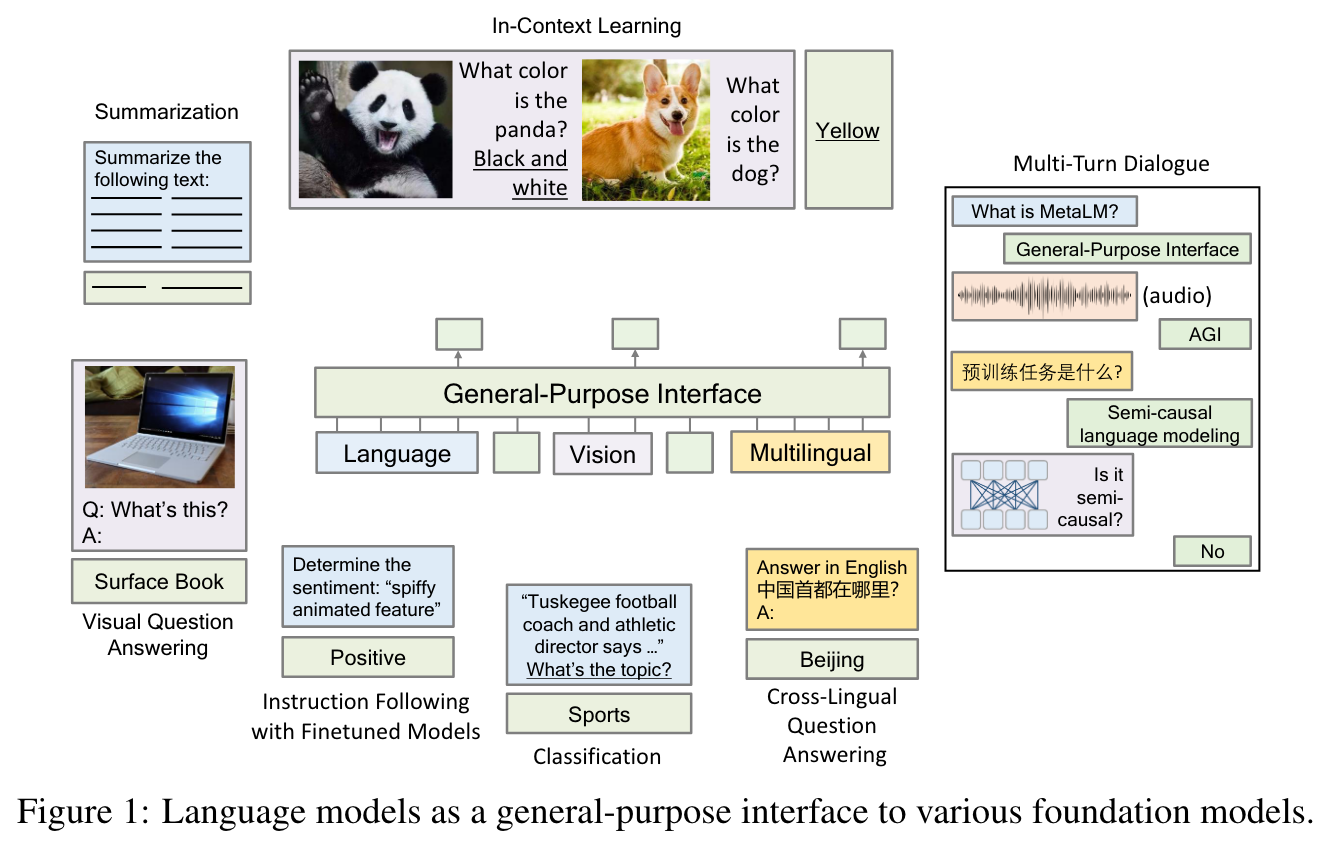 In-Context Learning
What color
is the
panda?
Black and
white
What
color
is the
dog?
Yellow
Summarization
Summarize the
following text:
Multi-Turn Dialogue
What is MetaLM?
General-Purpose Interface
(audio)
AGI
预训练任务是什么?
Semi-causal
language modeling
Is it
semi-
causal?
No
General-Purpose Interface
Language
Vision
Multilingual
Q: What's this?
A:
Surface Book
Visual Question
Answering
Determine the
sentiment: “spiffy
animated feature”
Positive
Instruction Following
with Finetuned Models
“Tuskegee football
coach and athletic
director says …”
What's the topic?
Sports
Classification
Answer in English
中国首都在哪里?
A:
Beijing
Cross-Lingual
Question
Answering
Figure 1: Language models as a general-purpose interface to various foundation models.